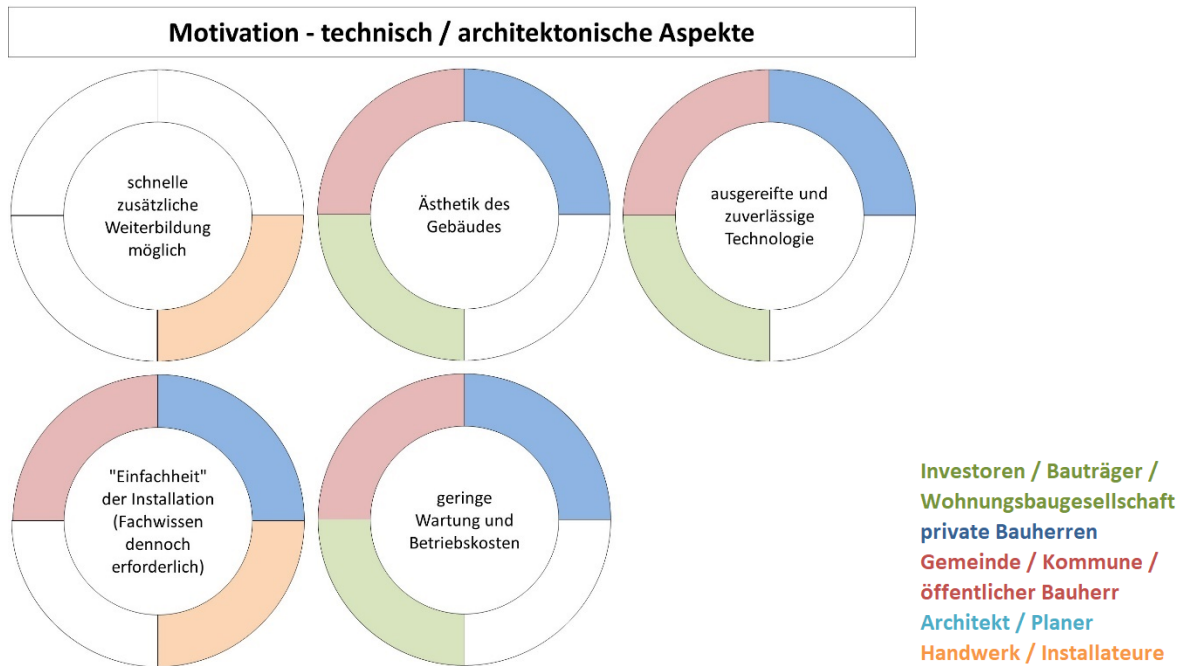 Motivation - technisch / architektonische Aspekte
schnelle
zusätzliche
Weiterbildung
möglich
Ästhetik des
Gebäudes
ausgereifte und
zuverlässige
Technologie
"Einfachheit"
der Installation
(Fachwissen
dennoch
erforderlich)
geringe
Wartung und
Betriebskosten
Investoren / Bauträger /
Wohnungsbaugesellschaft
private Bauherren
Gemeinde / Kommune /
öffentlicher Bauherr
Architekt / Planer
Handwerk / Installateure